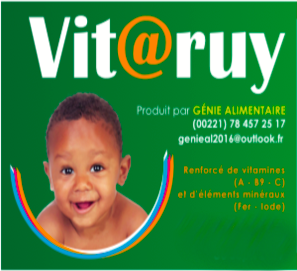 Vit@ruy
Produit par GÉNIE ALIMENTAIRE
(00221) 78 457 25 17
genieal2016@outlook.fr
Renforcé de vitamines
(A - B9 - C)
et d'éléments minéraux
(Fer - Iode)